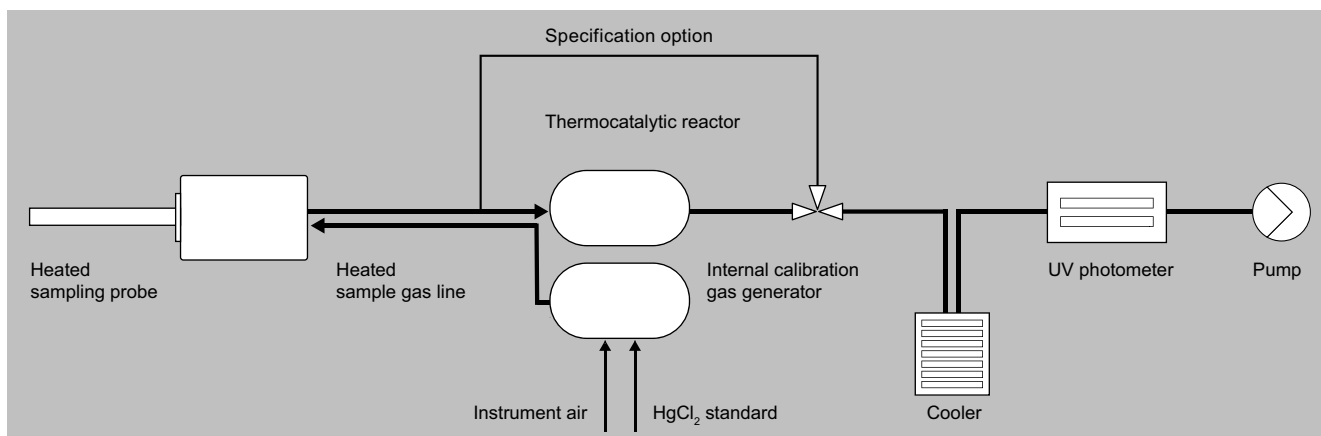 Specification option
Thermocatalytic reactor
Heated
sampling probe
Heated
sample gas line
Internal calibration
gas generator
UV photometer
Pump
Instrument air
HgCl₂ standard
Cooler